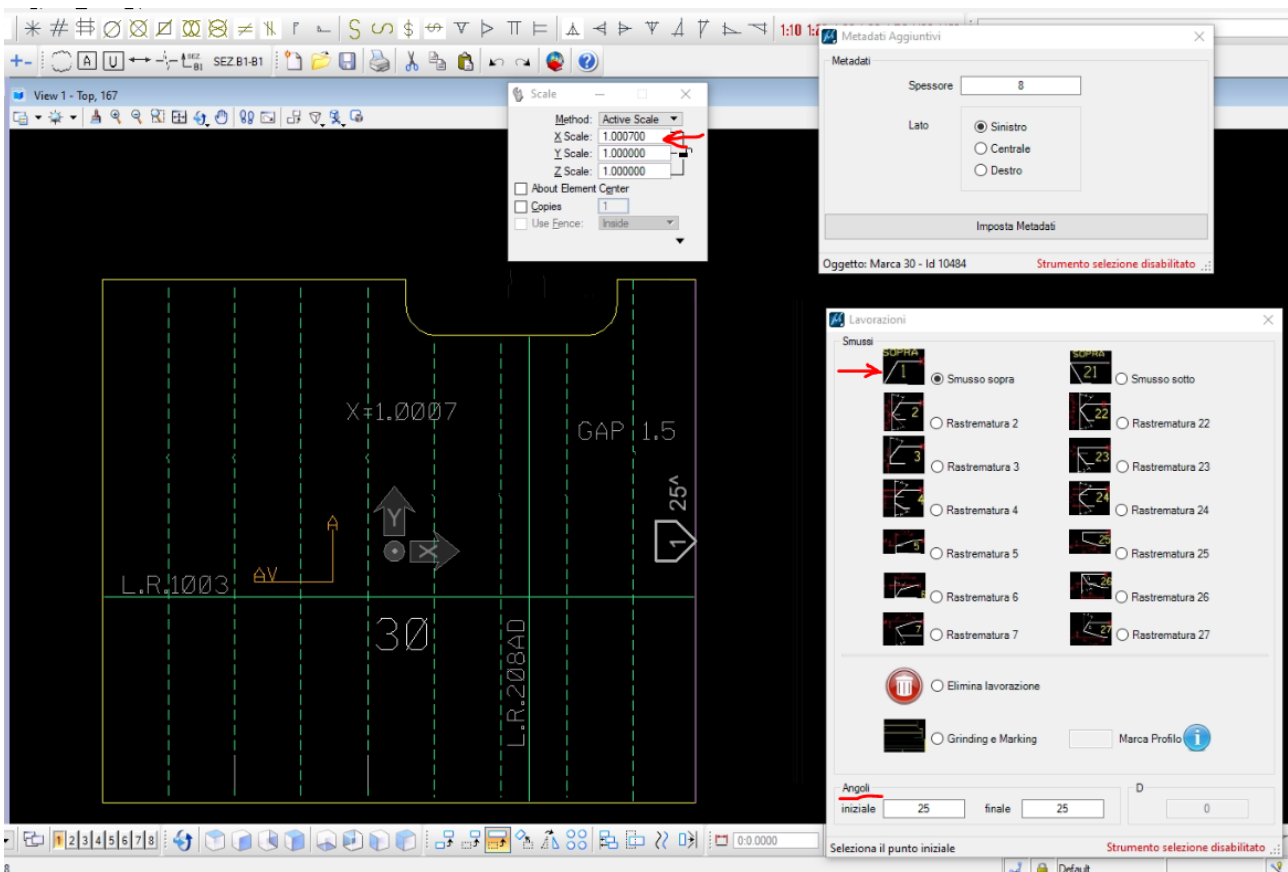 1:10
SEZ
B1
SEZ.B1-B1
A
U
View 1 - Top, 167
Scale
Method: Active Scale
X Scale: 1.000700
Y Scale: 1.000000
Z Scale: 1.000000
About Element Center
Copies 1
Use Fence: Inside
Metadati Aggiuntivi
Metadati
Spessore 8
Lato
Sinistro
Centrale
Destro
Imposta Metadati
Oggetto: Marca 30 - Id 10484 Strumento selezione disabilitato
X=1.0007
GAP 1.5
25^
1
Y
X
A
AV
L.R.1003
30
L.R.208AD
Lavorazioni
Smussi
SOPRA
1 Smusso sopra
SOPRA
21 Smusso sotto
2 Rastrematura 2
22 Rastrematura 22
3 Rastrematura 3
23 Rastrematura 23
4 Rastrematura 4
24 Rastrematura 24
5 Rastrematura 5
25 Rastrematura 25
6 Rastrematura 6
26 Rastrematura 26
7 Rastrematura 7
27 Rastrematura 27
Elimina lavorazione
Grinding e Marking
Marca Profilo
Angoli
iniziale 25 finale 25
D
0
Seleziona il punto iniziale Strumento selezione disabilitato
1 2 3 4 5 6 7 8
0:0.0000
Default